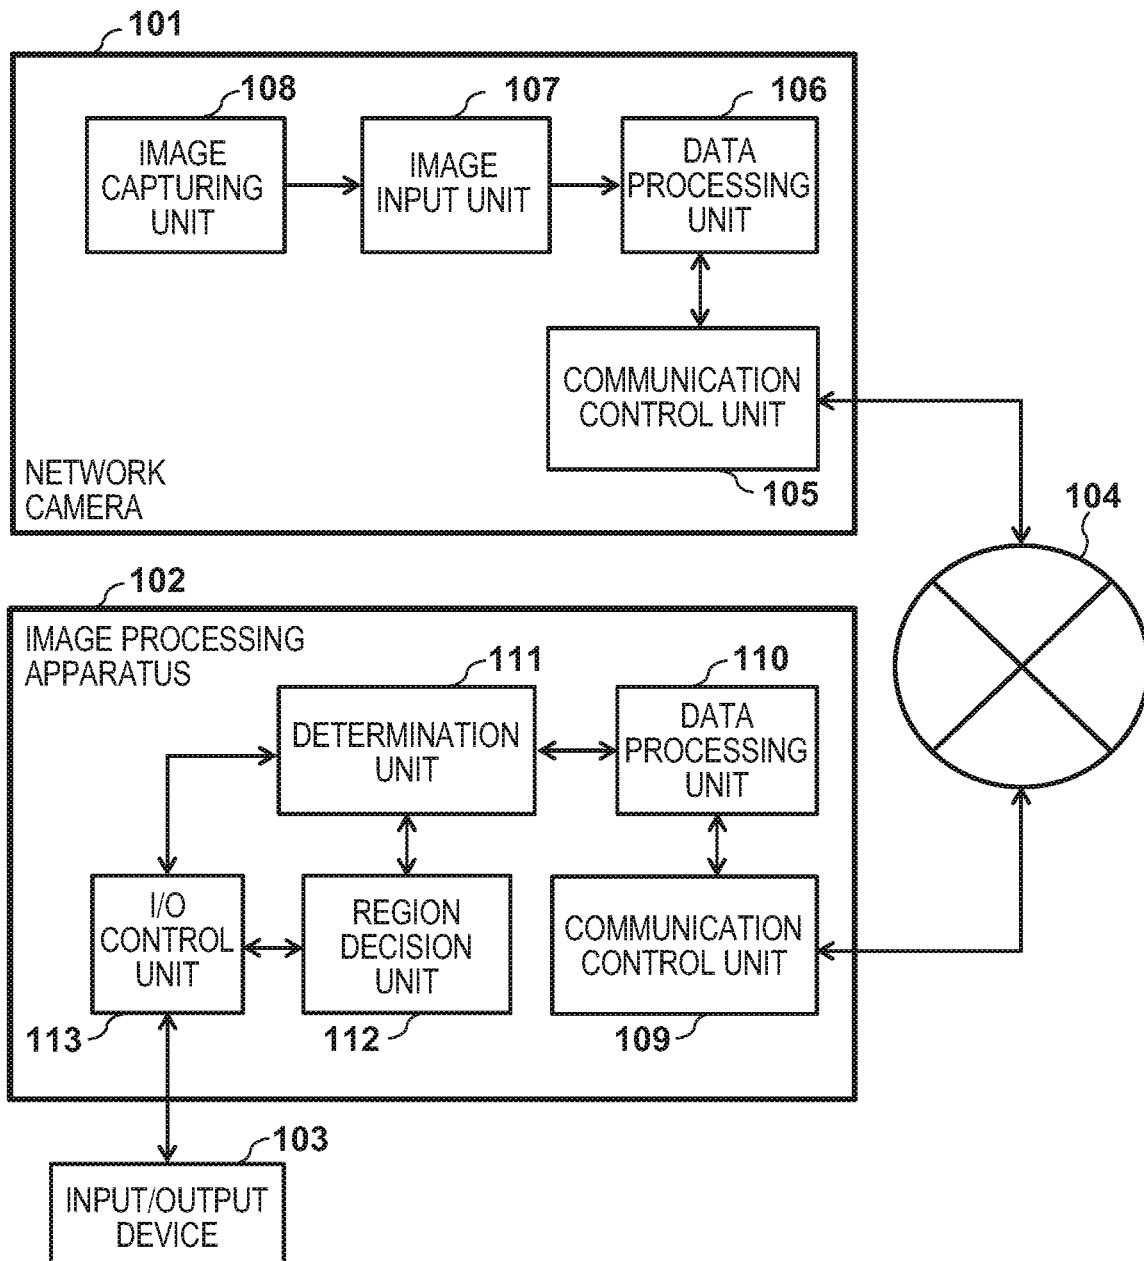 101
108
107
106
IMAGE
CAPTURING
UNIT
IMAGE
INPUT UNIT
DATA
PROCESSING
UNIT
COMMUNICATION
CONTROL UNIT
105
NETWORK
CAMERA
104
102
IMAGE PROCESSING
APPARATUS
111
110
DETERMINATION
UNIT
DATA
PROCESSING
UNIT
I/O
CONTROL
UNIT
REGION
DECISION
UNIT
COMMUNICATION
CONTROL UNIT
113
112
109
103
INPUT/OUTPUT
DEVICE